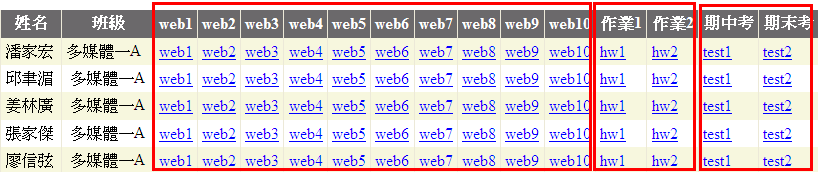 姓名 班級 web1 web2 web3 web4 web5 web6 web7 web8 web9 web10 作業1 作業2 期中考 期末考
潘家宏 多媒體一A web1 web2 web3 web4 web5 web6 web7 web8 web9 web10 hw1 hw2 test1 test2
邱聿湄 多媒體一A web1 web2 web3 web4 web5 web6 web7 web8 web9 web10 hw1 hw2 test1 test2
姜林廣 多媒體一A web1 web2 web3 web4 web5 web6 web7 web8 web9 web10 hw1 hw2 test1 test2
張家傑 多媒體一A web1 web2 web3 web4 web5 web6 web7 web8 web9 web10 hw1 hw2 test1 test2
廖信弦 多媒體一A web1 web2 web3 web4 web5 web6 web7 web8 web9 web10 hw1 hw2 test1 test2